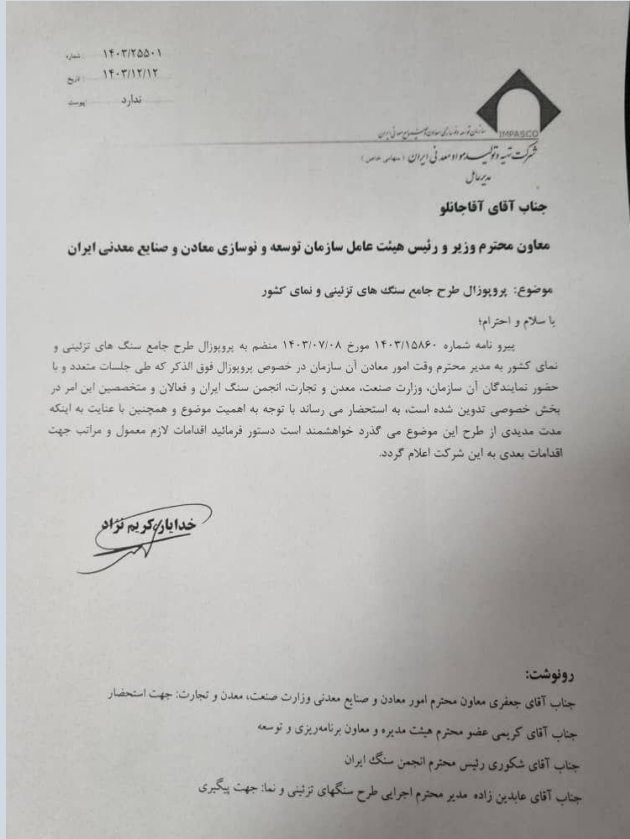 شماره: ۱۴۰۳/۲۵۵۰۱
تاریخ: ۱۴۰۳/۱۲/۱۲
پیوست: ندارد
IMPASCO
سازمان توسعه و نوسازی معادن و صنایع معدنی ایران
شرکت تهیه و تولید مواد معدنی ایران (سهامی خاص)
مدیرعامل
جناب آقای آقاجانلو
معاون محترم وزیر و رئیس هیئت عامل سازمان توسعه و نوسازی معادن و صنایع معدنی ایران
موضوع: پروپوزال طرح جامع سنگ های تزئینی و نمای کشور
با سلام و احترام؛
پیرو نامه شماره ۱۴۰۳/۱۵۸۶۰ مورخ ۱۴۰۳/۰۷/۰۸ منضم به پروپوزال طرح جامع سنگ های تزئینی و
نمای کشور به مدیر محترم وقت امور معادن آن سازمان در خصوص پروپوزال فوق الذکر که طی جلسات متعدد و با
حضور نمایندگان آن سازمان، وزارت صنعت، معدن و تجارت، انجمن سنگ ایران و فعالان و متخصصین این امر در
بخش خصوصی تدوین شده است، به استحضار می رساند با توجه به اهمیت موضوع و همچنین با عنایت به اینکه
مدت مدیدی از طرح این موضوع می گذرد خواهشمند است دستور فرمائید اقدامات لازم معمول و مراتب جهت
اقدامات بعدی به این شرکت اعلام گردد.
خدایار کریم نژاد
رونوشت:
جناب آقای جعفری معاون محترم امور معادن و صنایع معدنی وزارت صنعت، معدن و تجارت: جهت استحضار
جناب آقای کریمی عضو محترم هیئت مدیره و معاون برنامه‌ریزی و توسعه
جناب آقای شکوری رئیس محترم انجمن سنگ ایران
جناب آقای عابدین زاده مدیر محترم اجرایی طرح سنگهای تزئینی و نما: جهت پیگیری